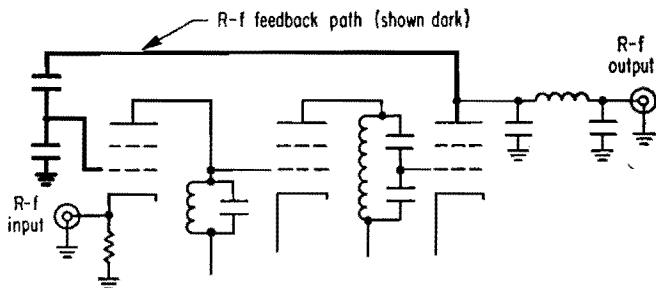 R-f feedback path (shown dark)
R-f
output
R-f
input